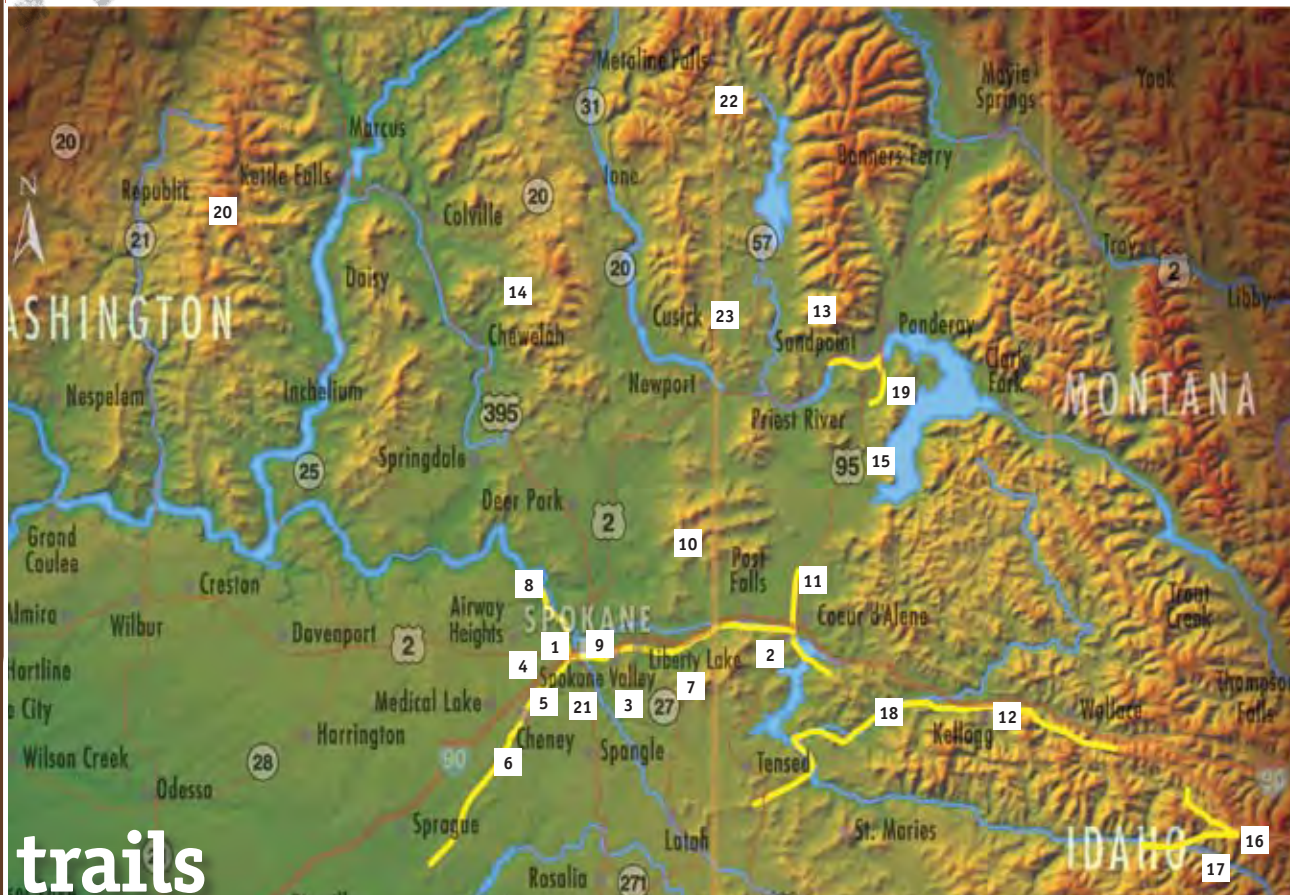 Metaline Falls
Moyie
Springs
Yaak
22
31
20
Marcus
Bonners Ferry
N
Republic
Kettle Falls
Ione
20
20
Colville
21
57
Troy
2
Libby
Daisy
14
WASHINGTON
Cusick
23
13
Ponderay
Chewelah
Sandpoint
Clark
Fork
Nespelem
Inchelium
Newport
19
MONTANA
395
Priest River
25
Springdale
95
15
Deer Park
2
Grand
Coulee
10
Post
Falls
8
11
Creston
Almira
Wilbur
Airway
Heights
SPOKANE
Coeur d'Alene
Trout
Creek
Davenport
2
1
9
Hartline
4
Liberty Lake
2
Spokane Valley
7
Thompson
Falls
e City
Medical Lake
5
21
3
27
18
12
Wallace
Kellogg
Harrington
Cheney
Wilson Creek
28
90
6
Spangle
Tensed
90
Odessa
Sprague
Latah
St. Maries
IDAHO
16
17
trails
Rosalia
271